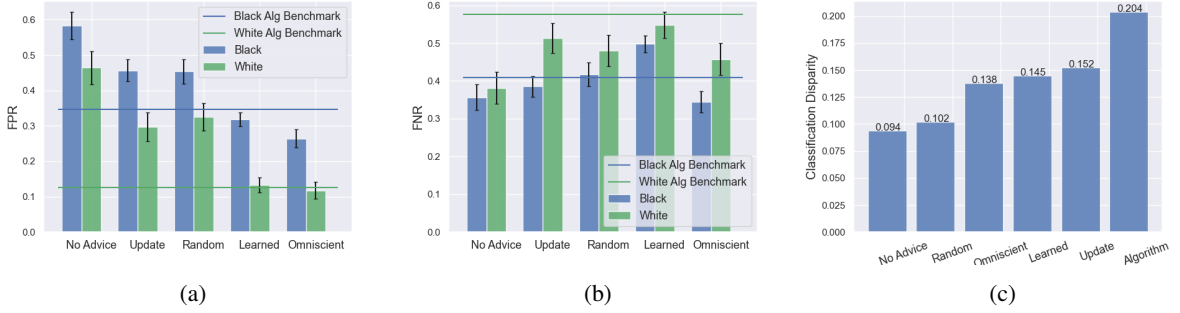 0.6
0.5
0.4
0.3
0.2
0.1
0.0
FPR
Black Alg Benchmark
White Alg Benchmark
Black
White
No Advice Update Random Learned Omniscient
(a)
0.6
0.5
0.4
0.3
0.2
0.1
0.0
FNR
Black Alg Benchmark
White Alg Benchmark
Black
White
No Advice Update Random Learned Omniscient
(b)
0.200
0.175
0.150
0.125
0.100
0.075
0.050
0.025
0.000
Classification Disparity
0.094
0.102
0.138
0.145
0.152
0.204
No Advice Random Omniscient Learned Update Algorithm
(c)